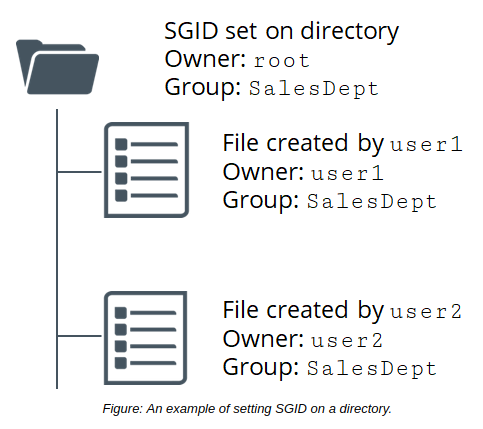 SGID set on directory
Owner: root
Group: SalesDept
File created by user1
Owner: user1
Group: SalesDept
File created by user2
Owner: user2
Group: SalesDept
Figure: An example of setting SGID on a directory.